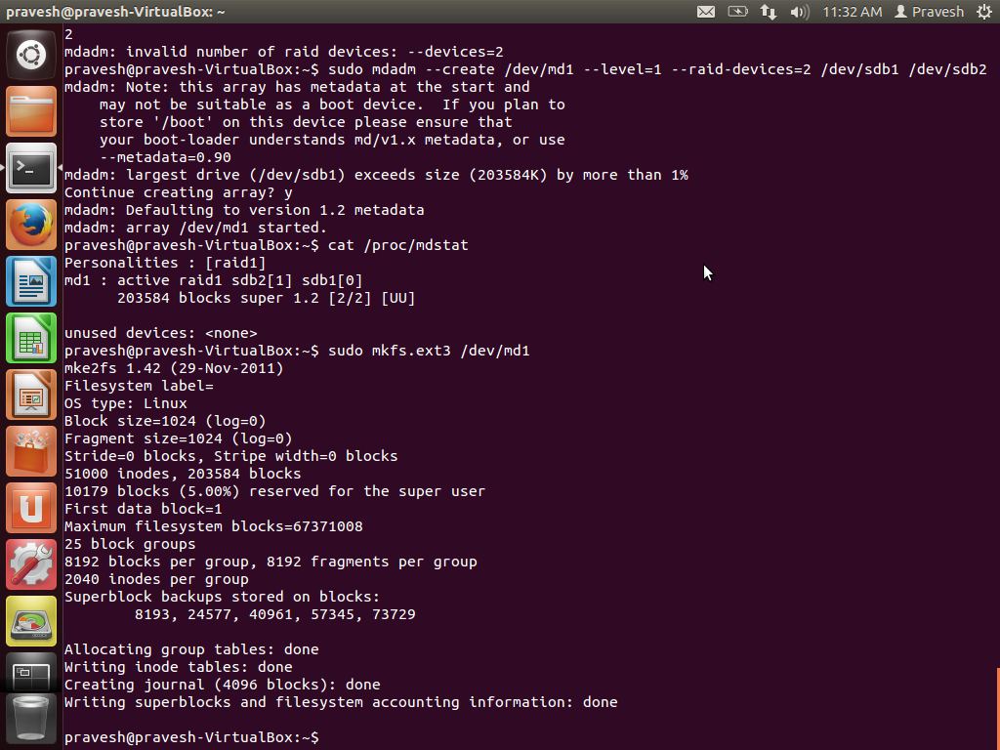 pravesh@pravesh-VirtualBox: ~
11:32 AM
Pravesh
2
mdadm: invalid number of raid devices: --devices=2
pravesh@pravesh-VirtualBox:~$ sudo mdadm --create /dev/md1 --level=1 --raid-devices=2 /dev/sdb1 /dev/sdb2
mdadm: Note: this array has metadata at the start and
    may not be suitable as a boot device.  If you plan to
    store '/boot' on this device please ensure that
    your boot-loader understands md/v1.x metadata, or use
    --metadata=0.90
mdadm: largest drive (/dev/sdb1) exceeds size (203584K) by more than 1%
Continue creating array? y
mdadm: Defaulting to version 1.2 metadata
mdadm: array /dev/md1 started.
pravesh@pravesh-VirtualBox:~$ cat /proc/mdstat
Personalities : [raid1]
md1 : active raid1 sdb2[1] sdb1[0]
      203584 blocks super 1.2 [2/2] [UU]
unused devices: <none>
pravesh@pravesh-VirtualBox:~$ sudo mkfs.ext3 /dev/md1
mke2fs 1.42 (29-Nov-2011)
Filesystem label=
OS type: Linux
Block size=1024 (log=0)
Fragment size=1024 (log=0)
Stride=0 blocks, Stripe width=0 blocks
51000 inodes, 203584 blocks
10179 blocks (5.00%) reserved for the super user
First data block=1
Maximum filesystem blocks=67371008
25 block groups
8192 blocks per group, 8192 fragments per group
2040 inodes per group
Superblock backups stored on blocks:
        8193, 24577, 40961, 57345, 73729
Allocating group tables: done
Writing inode tables: done
Creating journal (4096 blocks): done
Writing superblocks and filesystem accounting information: done
pravesh@pravesh-VirtualBox:~$